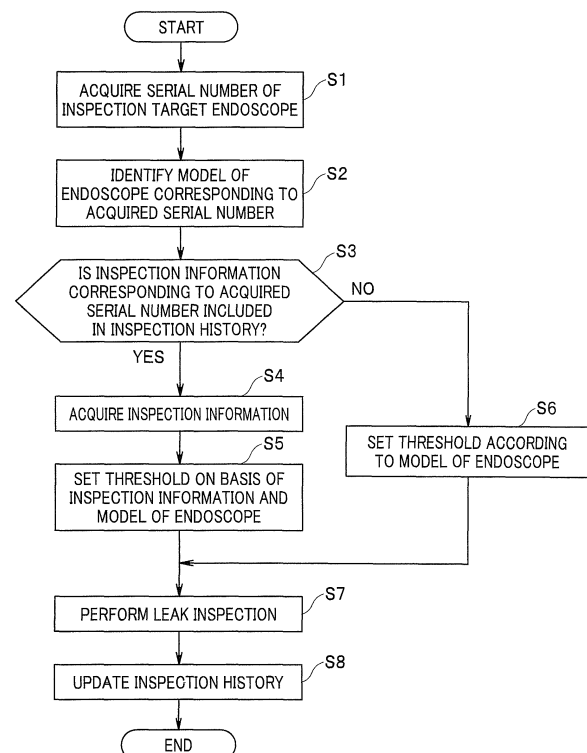 START
ACQUIRE SERIAL NUMBER OF
INSPECTION TARGET ENDOSCOPE
S1
IDENTIFY MODEL OF
ENDOSCOPE CORRESPONDING TO
ACQUIRED SERIAL NUMBER
S2
IS INSPECTION INFORMATION
CORRESPONDING TO ACQUIRED
SERIAL NUMBER INCLUDED
IN INSPECTION HISTORY?
S3
NO
YES
S4
ACQUIRE INSPECTION INFORMATION
S5
SET THRESHOLD ON BASIS OF
INSPECTION INFORMATION AND
MODEL OF ENDOSCOPE
S6
SET THRESHOLD ACCORDING
TO MODEL OF ENDOSCOPE
S7
PERFORM LEAK INSPECTION
S8
UPDATE INSPECTION HISTORY
END